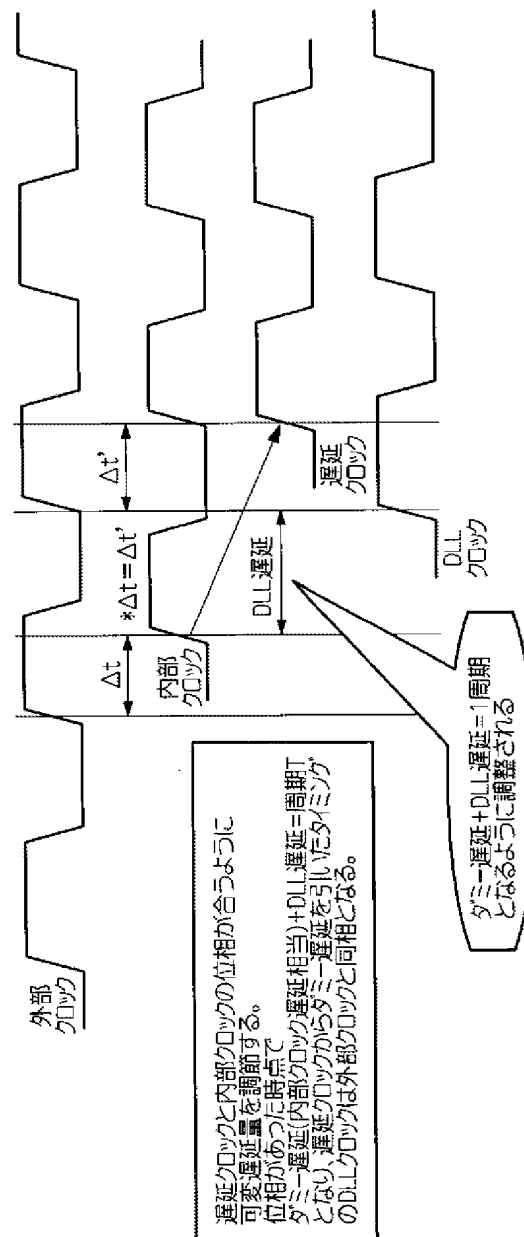 外部
クロック
Δt
*Δt=Δt'
Δt'
内部
クロック
DLL遅延
遅延
クロック
DLL
クロック
遅延クロックと内部クロックの位相が合うように
可変遅延量を調節する。
位相があった時点で
ダミー遅延(内部クロック遅延相当)+DLL遅延=1周期T
となり、遅延クロックからダミー遅延を引いたタイミング
のDLLクロックは外部クロックと同相となる。
ダミー遅延+DLL遅延=1周期
となるように調整される